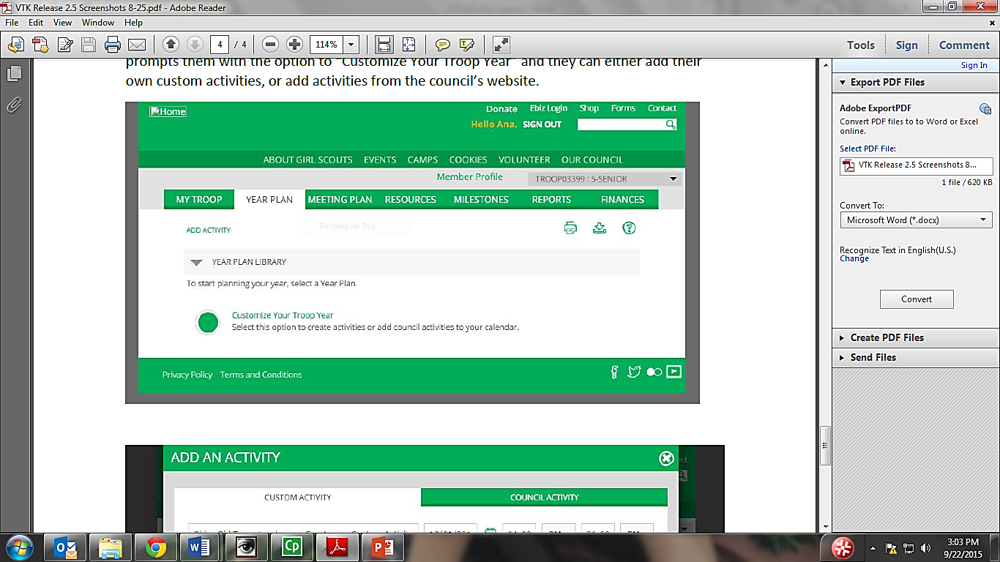 VTK Release 2.5 Screenshots 8-25.pdf - Adobe Reader
File Edit View Window Help
4 / 4 114% Tools Sign Comment
Sign In
prompts them with the option to "Customize Your Troop Year" and they can either add their
own custom activities, or add activities from the council's website.
Home
Donate Ebiz Login Shop Forms Contact
Hello Ana. SIGN OUT
ABOUT GIRL SCOUTS EVENTS CAMPS COOKIES VOLUNTEER OUR COUNCIL
Member Profile TROOP03399 : 5-SENIOR
MY TROOP YEAR PLAN MEETING PLAN RESOURCES MILESTONES REPORTS FINANCES
ADD ACTIVITY Rectangular Snip
YEAR PLAN LIBRARY
To start planning your year, select a Year Plan.
Customize Your Troop Year
Select this option to create activities or add council activities to your calendar.
Privacy Policy Terms and Conditions
ADD AN ACTIVITY
CUSTOM ACTIVITY COUNCIL ACTIVITY
Export PDF Files
Adobe ExportPDF
Convert PDF files to to Word or Excel
online.
Select PDF File:
VTK Release 2.5 Screenshots 8...
1 file / 620 KB
Convert To:
Microsoft Word (*.docx)
Recognize Text in English(U.S.)
Change
Convert
Create PDF Files
Send Files
3:03 PM
9/22/2015